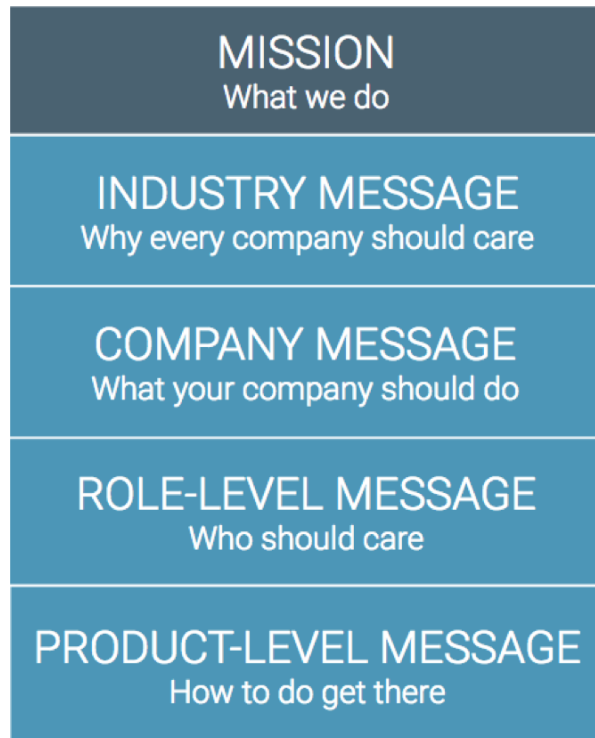 MISSION
What we do
INDUSTRY MESSAGE
Why every company should care
COMPANY MESSAGE
What your company should do
ROLE-LEVEL MESSAGE
Who should care
PRODUCT-LEVEL MESSAGE
How to do get there